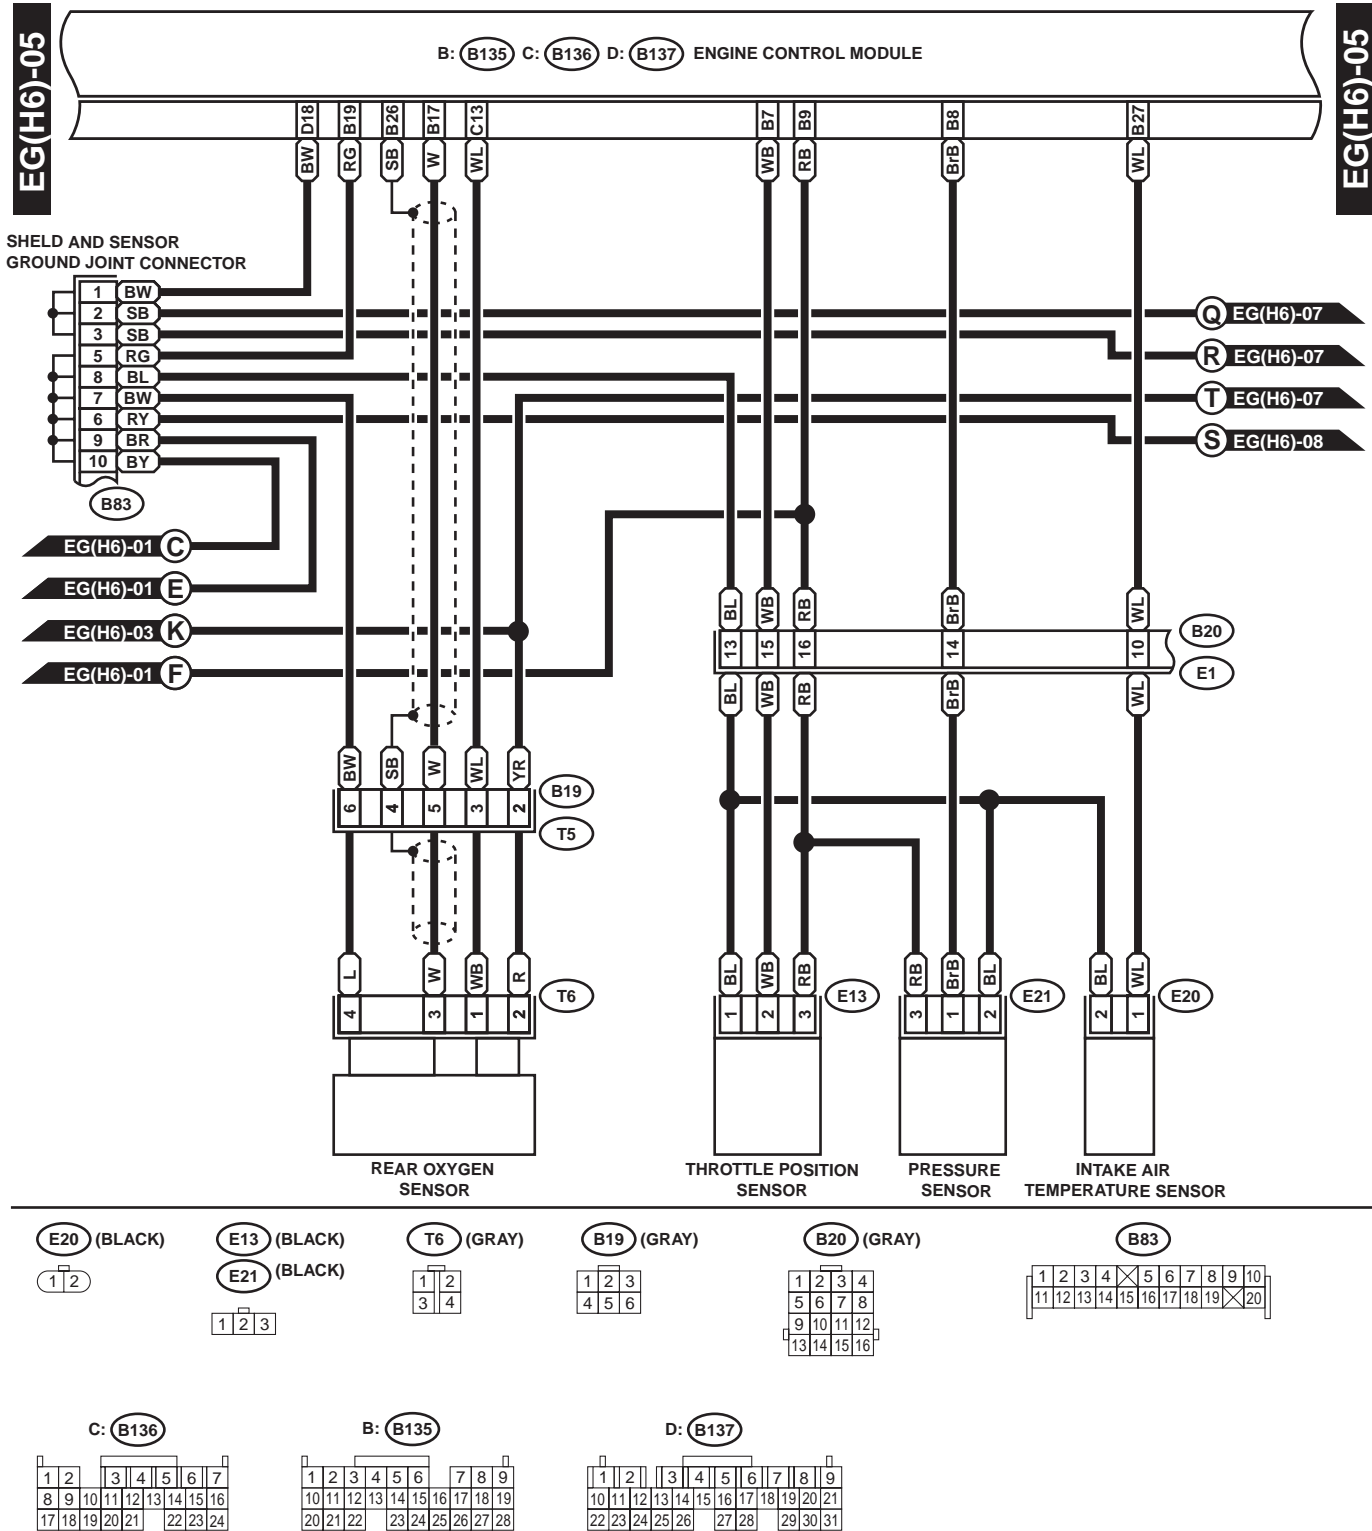 EG(H6)-05
EG(H6)-05
B: B135 C: B136 D: B137 ENGINE CONTROL MODULE
D18 B19 B26 B17 C13 B7 B9 B8 B27
BW RG SB W WL WB RB BrB WL
SHELD AND SENSOR
GROUND JOINT CONNECTOR
1 BW
2 SB
3 SB
5 RG
8 BL
7 BW
6 RY
9 BR
10 BY
B83
Q EG(H6)-07
R EG(H6)-07
T EG(H6)-07
S EG(H6)-08
EG(H6)-01 C
EG(H6)-01 E
EG(H6)-03 K
EG(H6)-01 F
BL WB RB BrB WL
13 15 16 14 10
B20
E1
BL WB RB BrB WL
BW SB W WL YR
6 4 5 3 2
B19
T5
L W WB R
4 3 1 2
T6
BL WB RB
1 2 3
E13
RB BrB BL
3 1 2
E21
BL WL
2 1
E20
REAR OXYGEN
SENSOR
THROTTLE POSITION
SENSOR
PRESSURE
SENSOR
INTAKE AIR
TEMPERATURE SENSOR
E20 (BLACK)
1 2
E13 (BLACK)
E21 (BLACK)
1 2 3
T6 (GRAY)
1 2
3 4
B19 (GRAY)
1 2 3
4 5 6
B20 (GRAY)
1 2 3 4
5 6 7 8
9 10 11 12
13 14 15 16
B83
1 2 3 4 5 6 7 8 9 10
11 12 13 14 15 16 17 18 19 20
C: B136
1 2 3 4 5 6 7
8 9 10 11 12 13 14 15 16
17 18 19 20 21 22 23 24
B: B135
1 2 3 4 5 6 7 8 9
10 11 12 13 14 15 16 17 18 19
20 21 22 23 24 25 26 27 28
D: B137
1 2 3 4 5 6 7 8 9
10 11 12 13 14 15 16 17 18 19 20 21
22 23 24 25 26 27 28 29 30 31